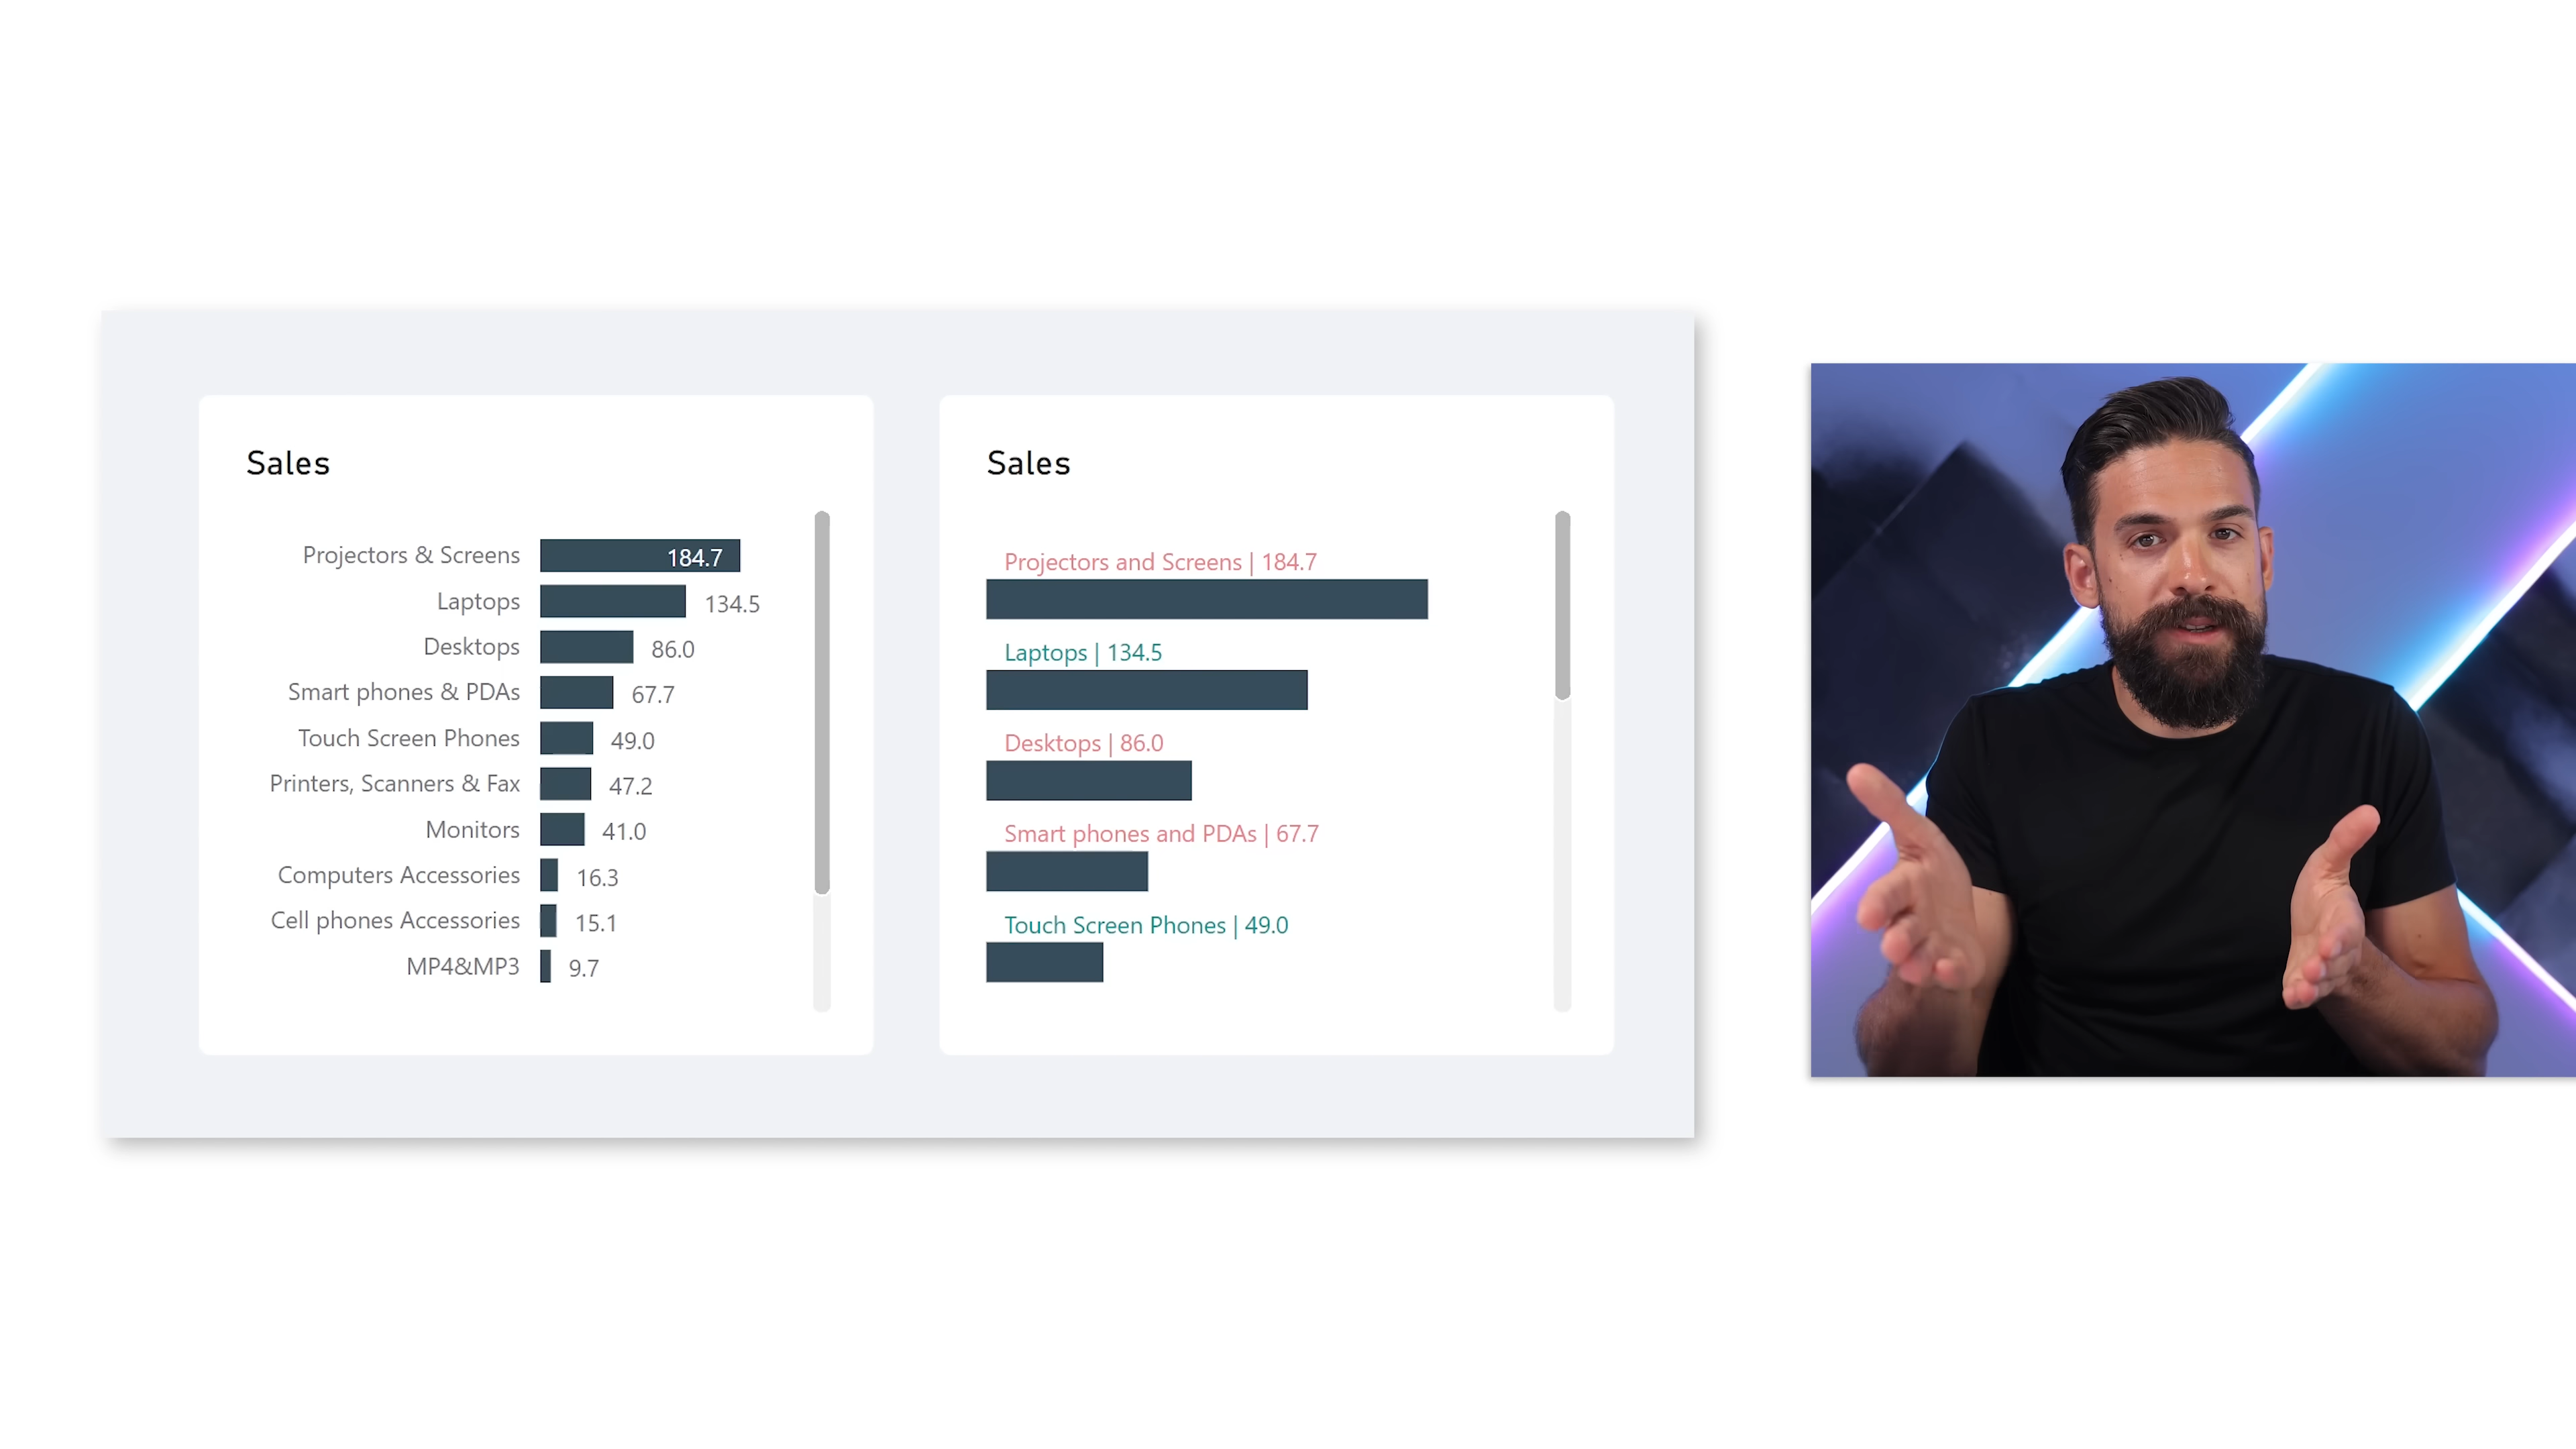 Sales
Projectors & Screens 184.7
Laptops 134.5
Desktops 86.0
Smart phones & PDAs 67.7
Touch Screen Phones 49.0
Printers, Scanners & Fax 47.2
Monitors 41.0
Computers Accessories 16.3
Cell phones Accessories 15.1
MP4&MP3 9.7
Sales
Projectors and Screens | 184.7
Laptops | 134.5
Desktops | 86.0
Smart phones and PDAs | 67.7
Touch Screen Phones | 49.0